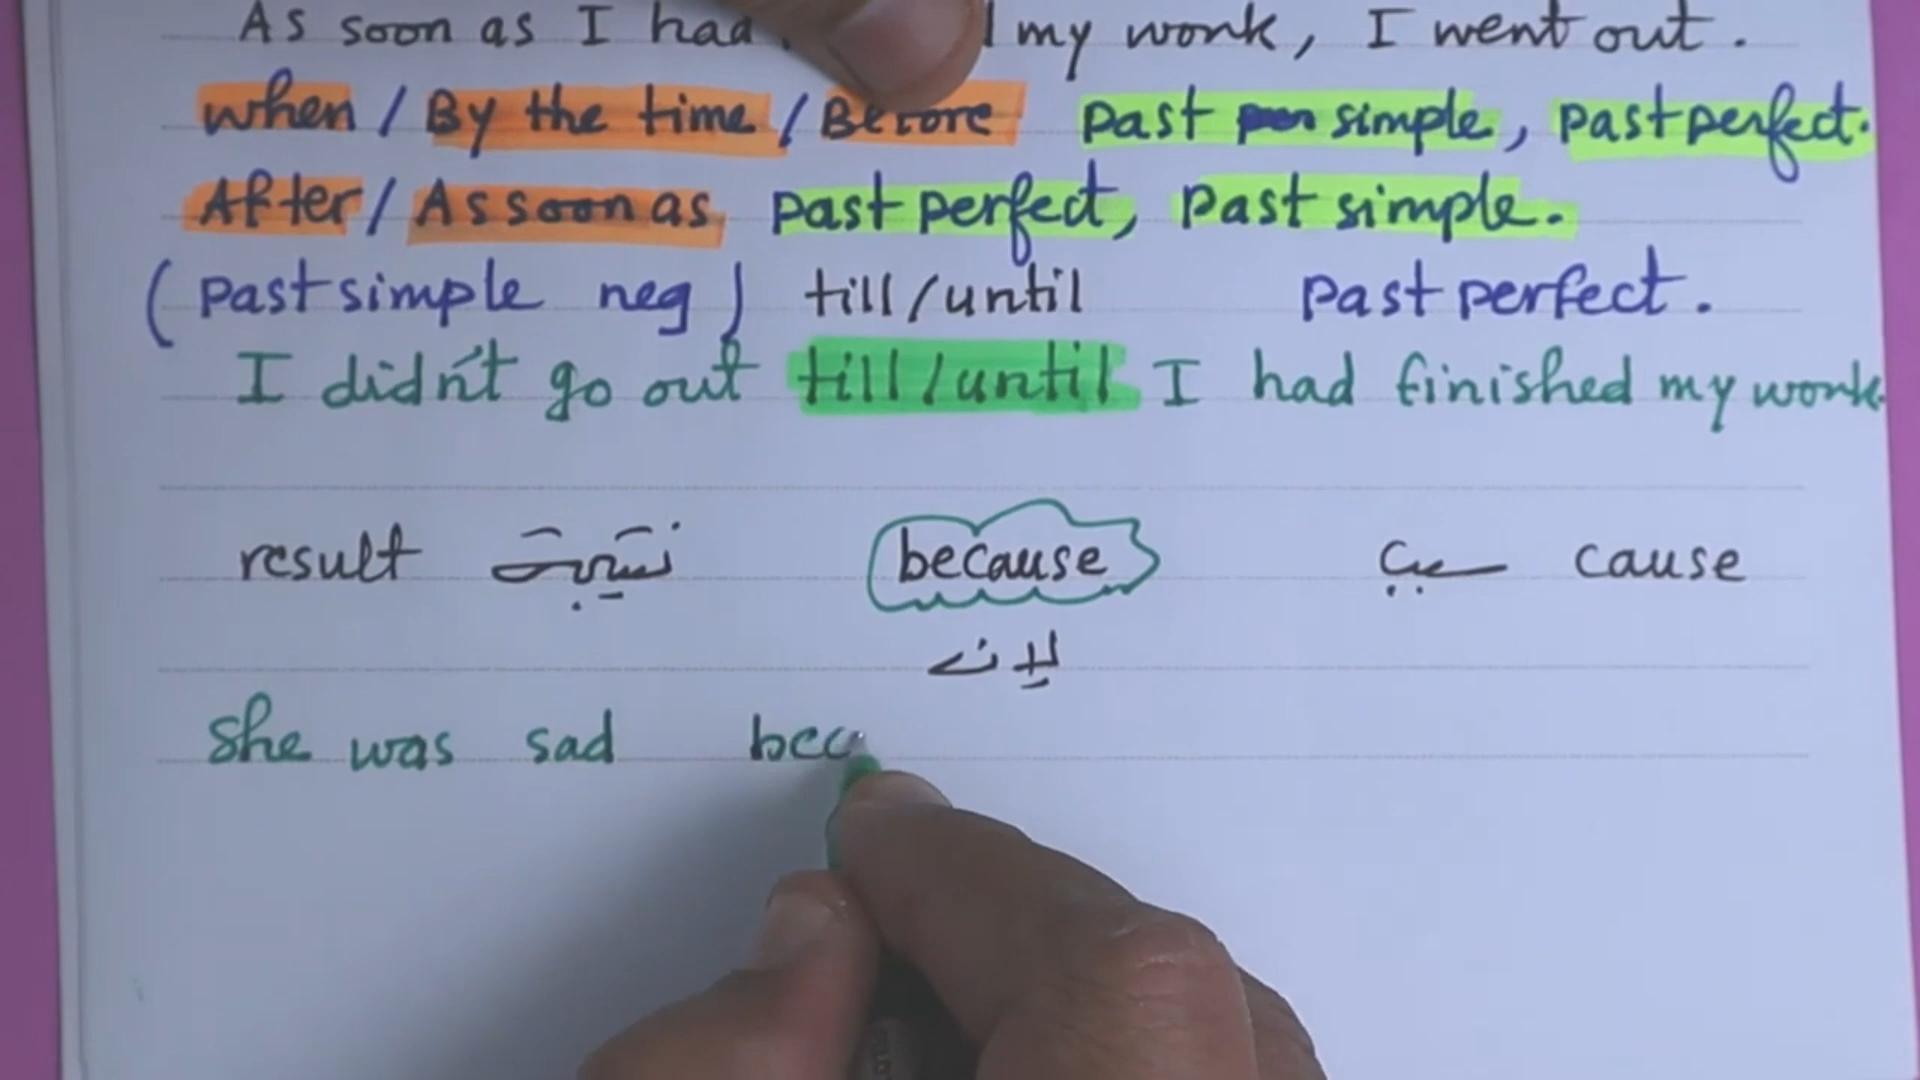 As soon as I had my work, I went out.
when / By the time / Before past simple, past perfect.
After / As soon as past perfect, past simple.
(past simple neg) till/until past perfect.
I didn't go out till/until I had finished my work
result because سبب cause
she was sad bec